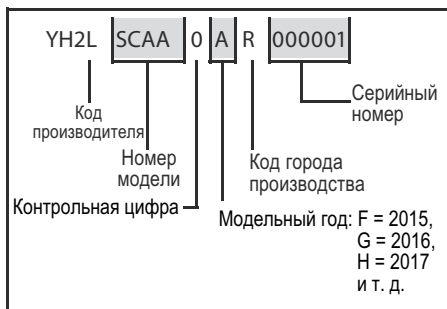 YH2L SCAA 0 A R 000001
Код
производителя
Серийный
номер
Номер
модели
Код города
производства
Контрольная цифра
Модельный год: F = 2015,
G = 2016,
H = 2017
и т. д.